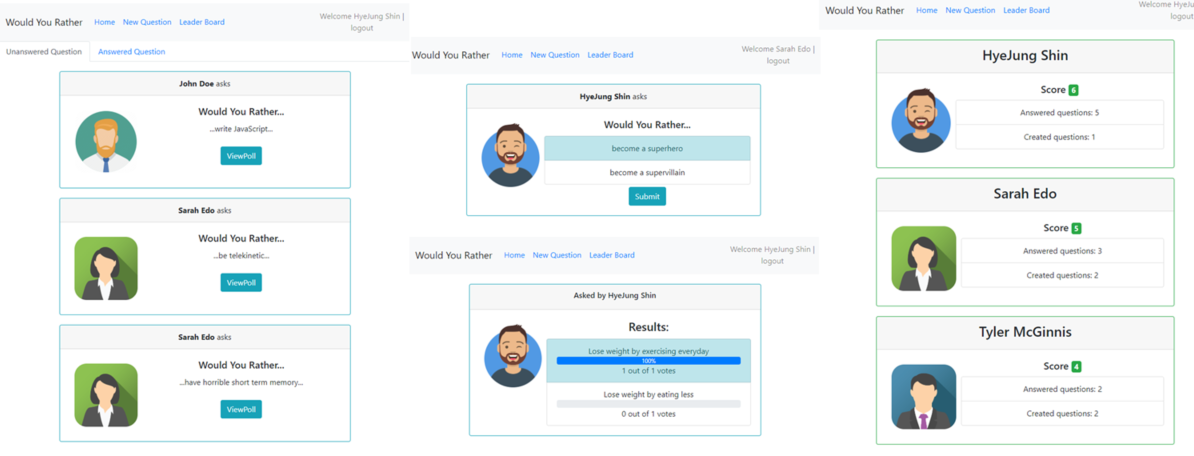 Would You Rather Home New Question Leader Board Welcome HyeJung Shin |
logout
Unanswered Question Answered Question
John Doe asks
Would You Rather...
...write JavaScript...
ViewPoll
Sarah Edo asks
Would You Rather...
...be telekinetic...
ViewPoll
Sarah Edo asks
Would You Rather...
...have horrible short term memory...
ViewPoll
Would You Rather Home New Question Leader Board Welcome Sarah Edo |
logout
HyeJung Shin asks
Would You Rather...
become a superhero
become a supervillain
Submit
Would You Rather Home New Question Leader Board Welcome HyeJung Shin |
logout
Asked by HyeJung Shin
Results:
Lose weight by exercising everyday
100%
1 out of 1 votes
Lose weight by eating less
0 out of 1 votes
Would You Rather Home New Question Leader Board Welcome HyeJu
logout
HyeJung Shin
Score 6
Answered questions: 5
Created questions: 1
Sarah Edo
Score 5
Answered questions: 3
Created questions: 2
Tyler McGinnis
Score 4
Answered questions: 2
Created questions: 2